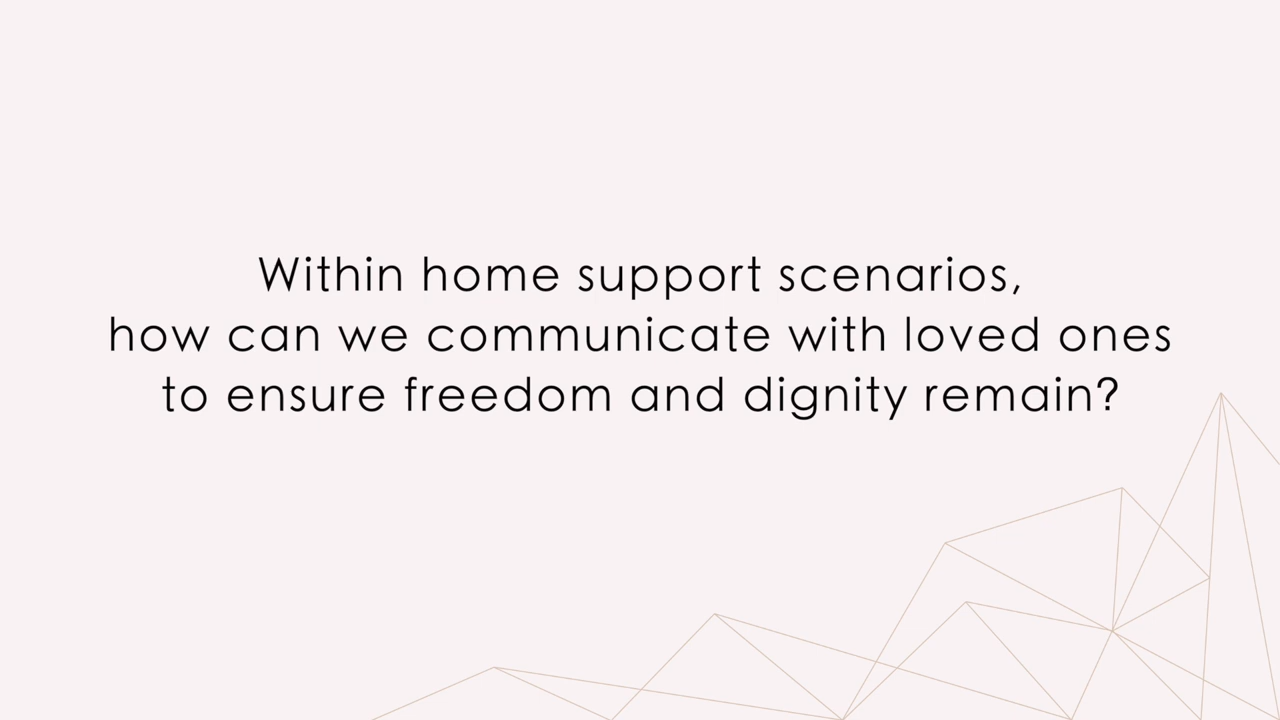 Within home support scenarios,
how can we communicate with loved ones
to ensure freedom and dignity remain?